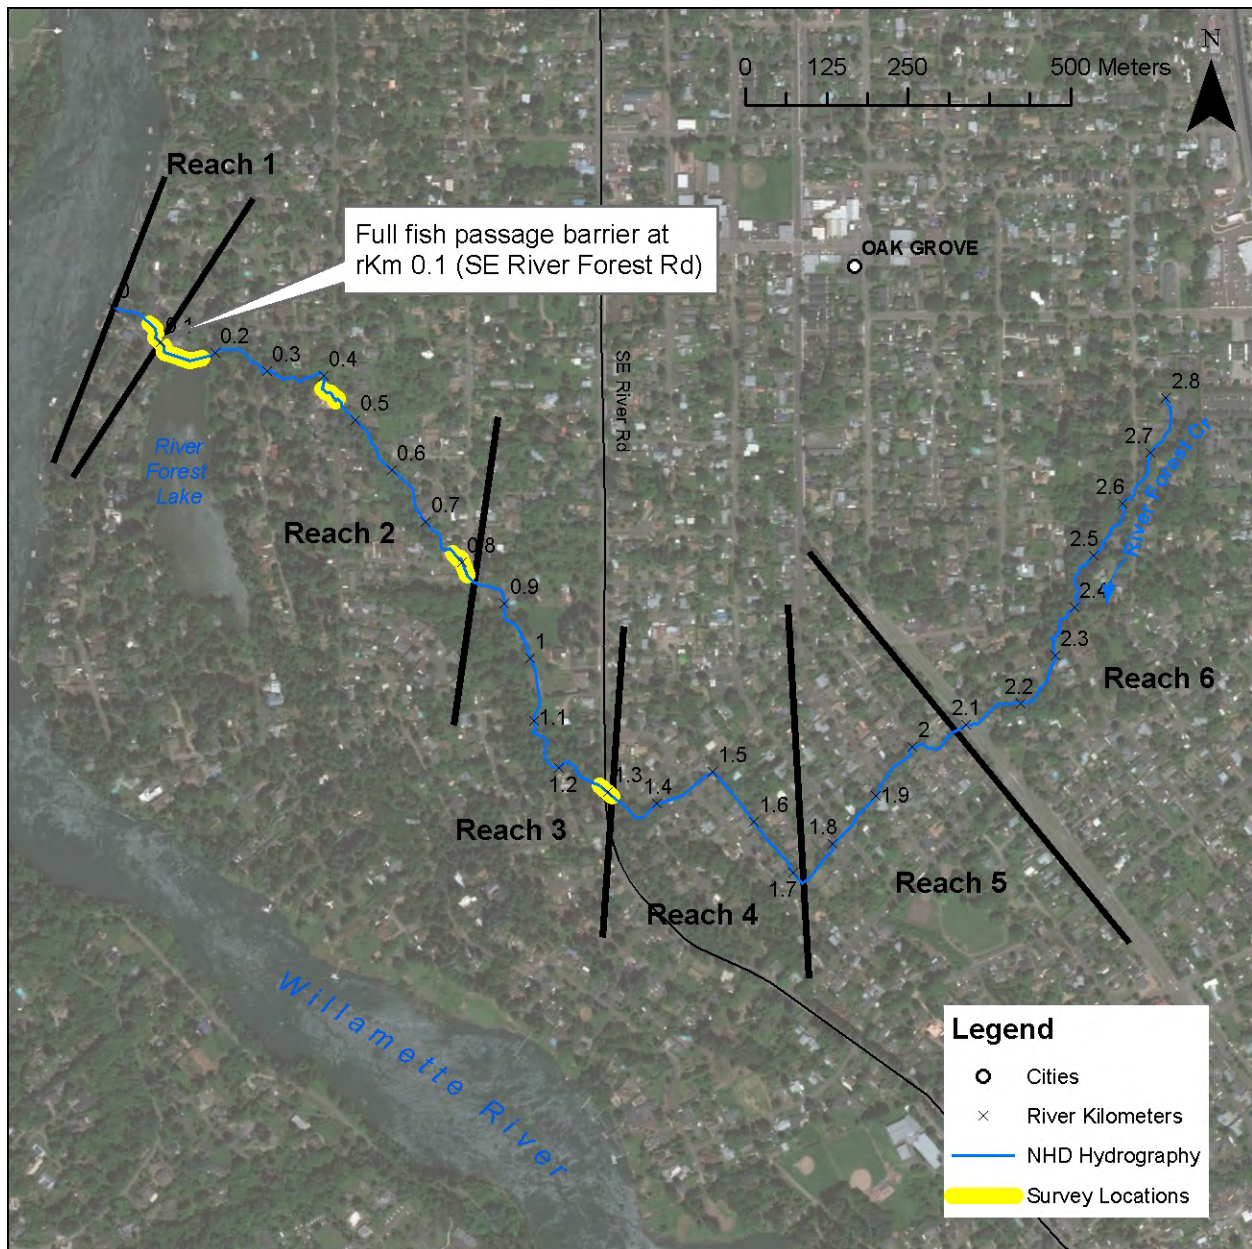 N
0 125 250 500 Meters
Reach 1
Full fish passage barrier at
rKm 0.1 (SE River Forest Rd)
OAK GROVE
0
0.1
0.2
0.3
0.4
0.5
0.6
0.7
0.8
0.9
1
1.1
1.2
1.3
1.4
1.5
1.6
1.7
1.8
1.9
2
2.1
2.2
2.3
2.4
2.5
2.6
2.7
2.8
SE River Rd
River Forest Cr
River
Forest
Lake
Reach 2
Reach 6
Reach 3
Reach 5
Reach 4
Willamette River
Legend
Cities
River Kilometers
NHD Hydrography
Survey Locations